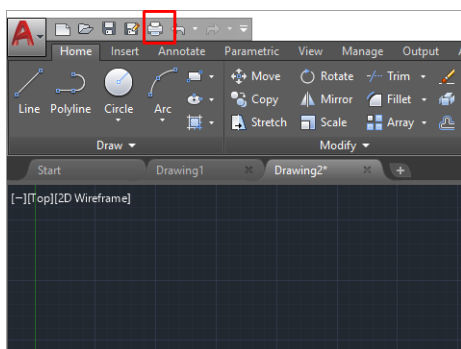 A
Home Insert Annotate Parametric View Manage Output
Line Polyline Circle Arc Move Rotate Trim
Copy Mirror Fillet
Stretch Scale Array
Draw Modify
Start Drawing1 Drawing2* +
[−][Top][2D Wireframe]